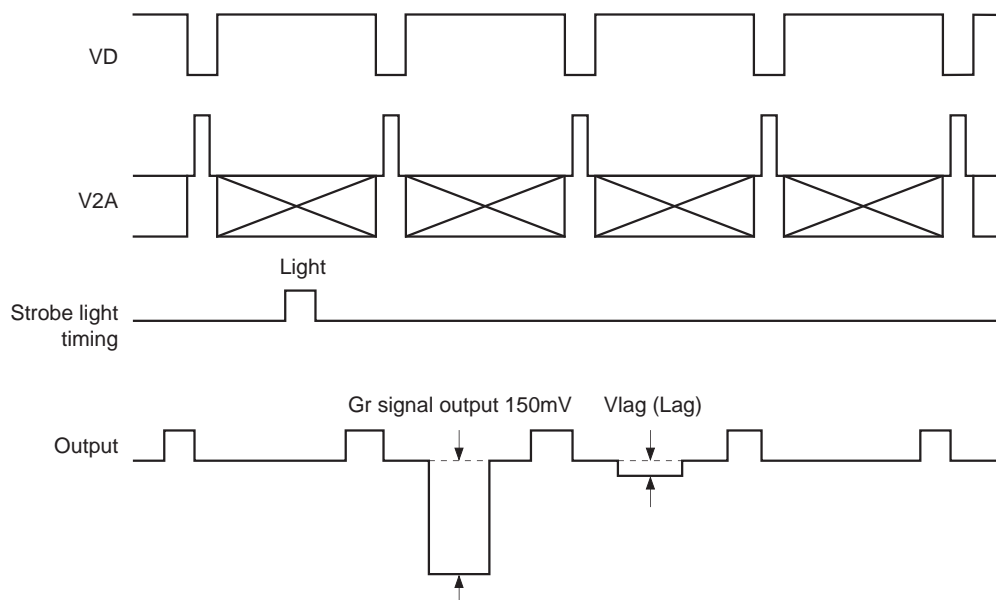 VD
V2A
Light
Strobe light
timing
Gr signal output 150mV Vlag (Lag)
Output